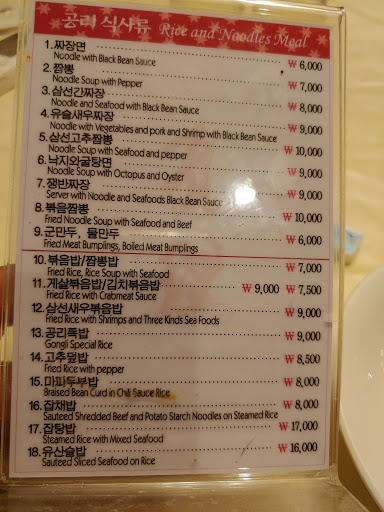 공리 식사류 Rice and Noodles Meal
1. 짜장면 ₩ 6,000
Noodle with Black Bean Sauce
2. 짬뽕 ₩ 7,000
Noodle Soup with Pepper
3. 삼선간짜장 ₩ 8,000
Noodle and Seafood with Black Bean Sauce
4. 유슬새우짜장 ₩ 9,000
Noodle with Vegetables and pork and Shrimp with Black Bean Sauce
5. 삼선고추짬뽕 ₩ 10,000
Noodle Soup with Seafood and pepper
6. 낙지와굴탕면 ₩ 9,000
Noodle Soup with Octopus and Oyster
7. 쟁반짜장 ₩ 9,000
Server with Noodle and Seafoods Black Bean Sauce
8. 볶음짬뽕 ₩ 10,000
Fried Noodle with Seafood and Beef
9. 군만두, 물만두 ₩ 6,000
Fried Meat Bumplings, Boiled Meat Bumplings
10. 볶음밥/짬뽕밥 ₩ 7,000
Fried Rice, Rice Soup with Seafood
11. 게살볶음밥/김치볶음밥 ₩ 9,000 ₩ 7,500
Fried Rice with Crabmeat Sauce
12. 삼선새우볶음밥 ₩ 9,000
Fried Rice with Shrimps and Three Kinds Sea Foods
13. 공리특밥 ₩ 9,000
Gongli Special Rice
14. 고추덮밥 ₩ 8,500
Fried Rice with pepper
15. 마파두부밥 ₩ 8,000
Braised Bean Curd in Chili Sauce Rice
16. 잡채밥 ₩ 8,000
Sauteed Shredded Beef and Potato Starch Noodles on Steamed Rice
17. 잡탕밥 ₩ 17,000
Steamed Rice with Mixed Seafood
18. 유산슬밥 ₩ 16,000
Sauteed Sliced Seafood on Rice